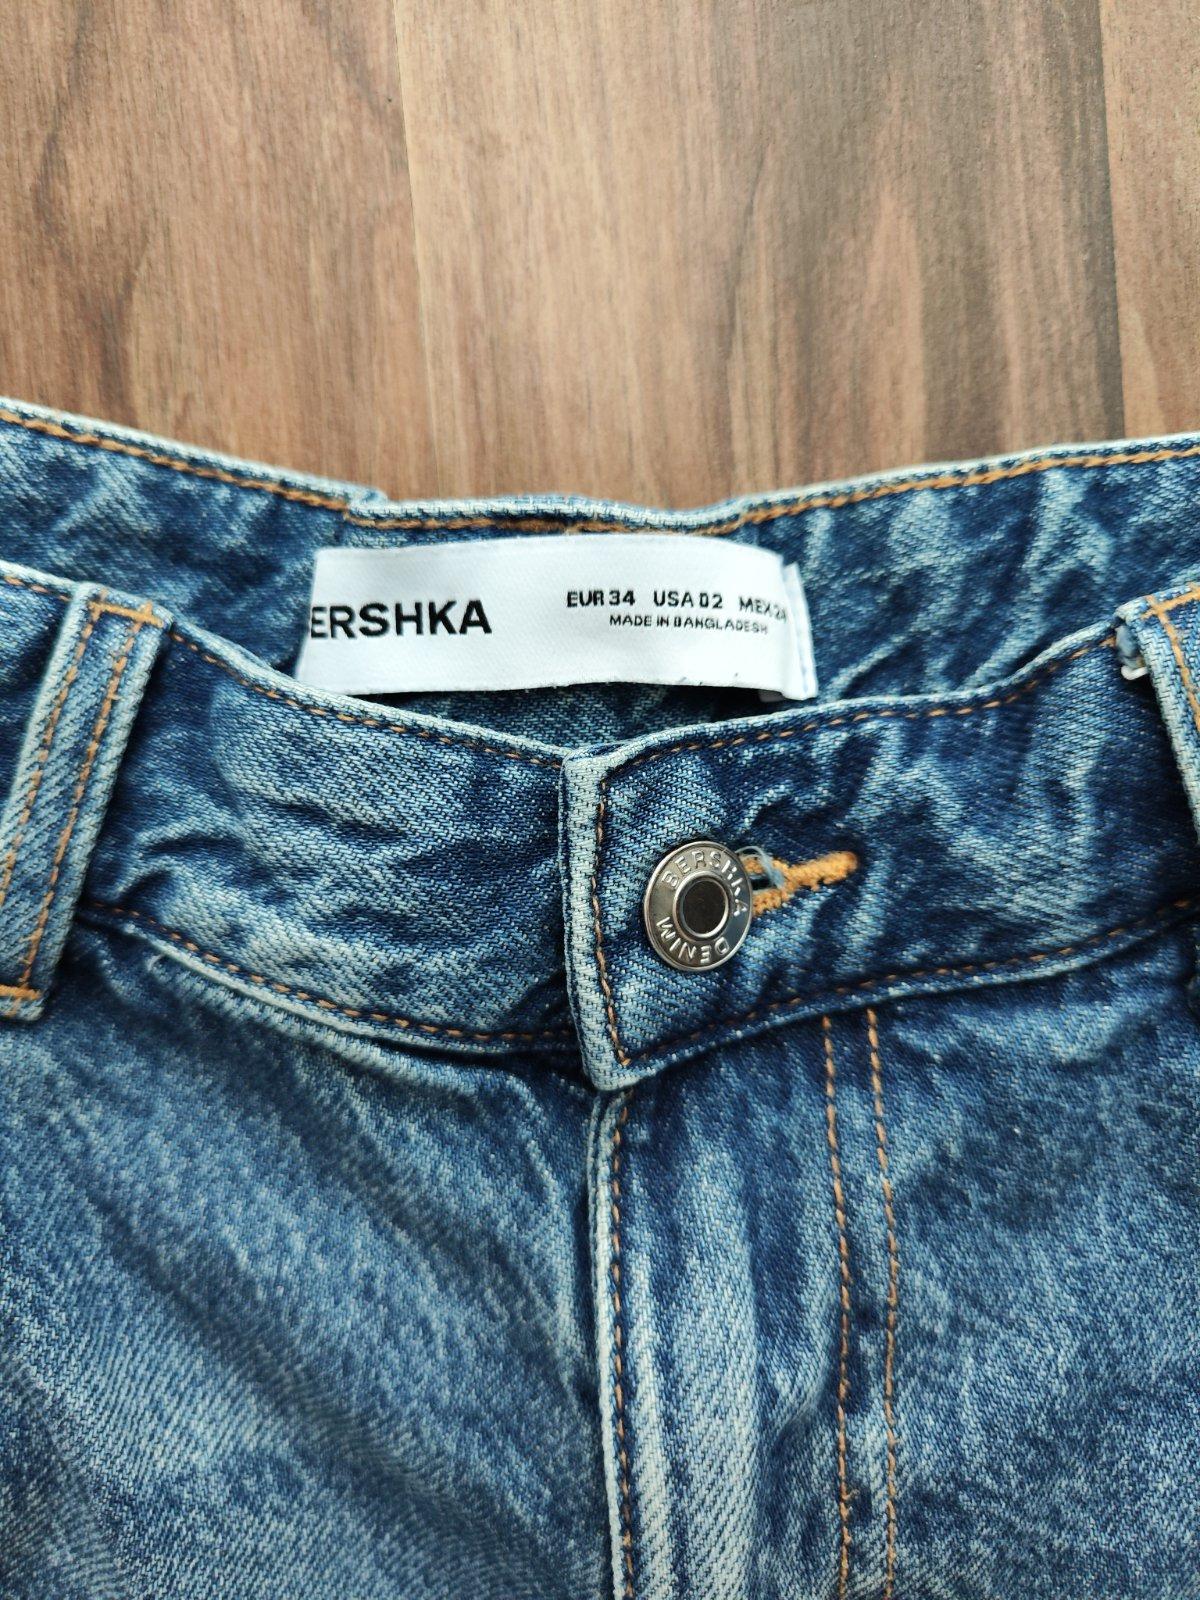 ERSHKA
EUR 34 USA 02 MEX 24
MADE IN BANGLADESH
BERSHKA
DENIM